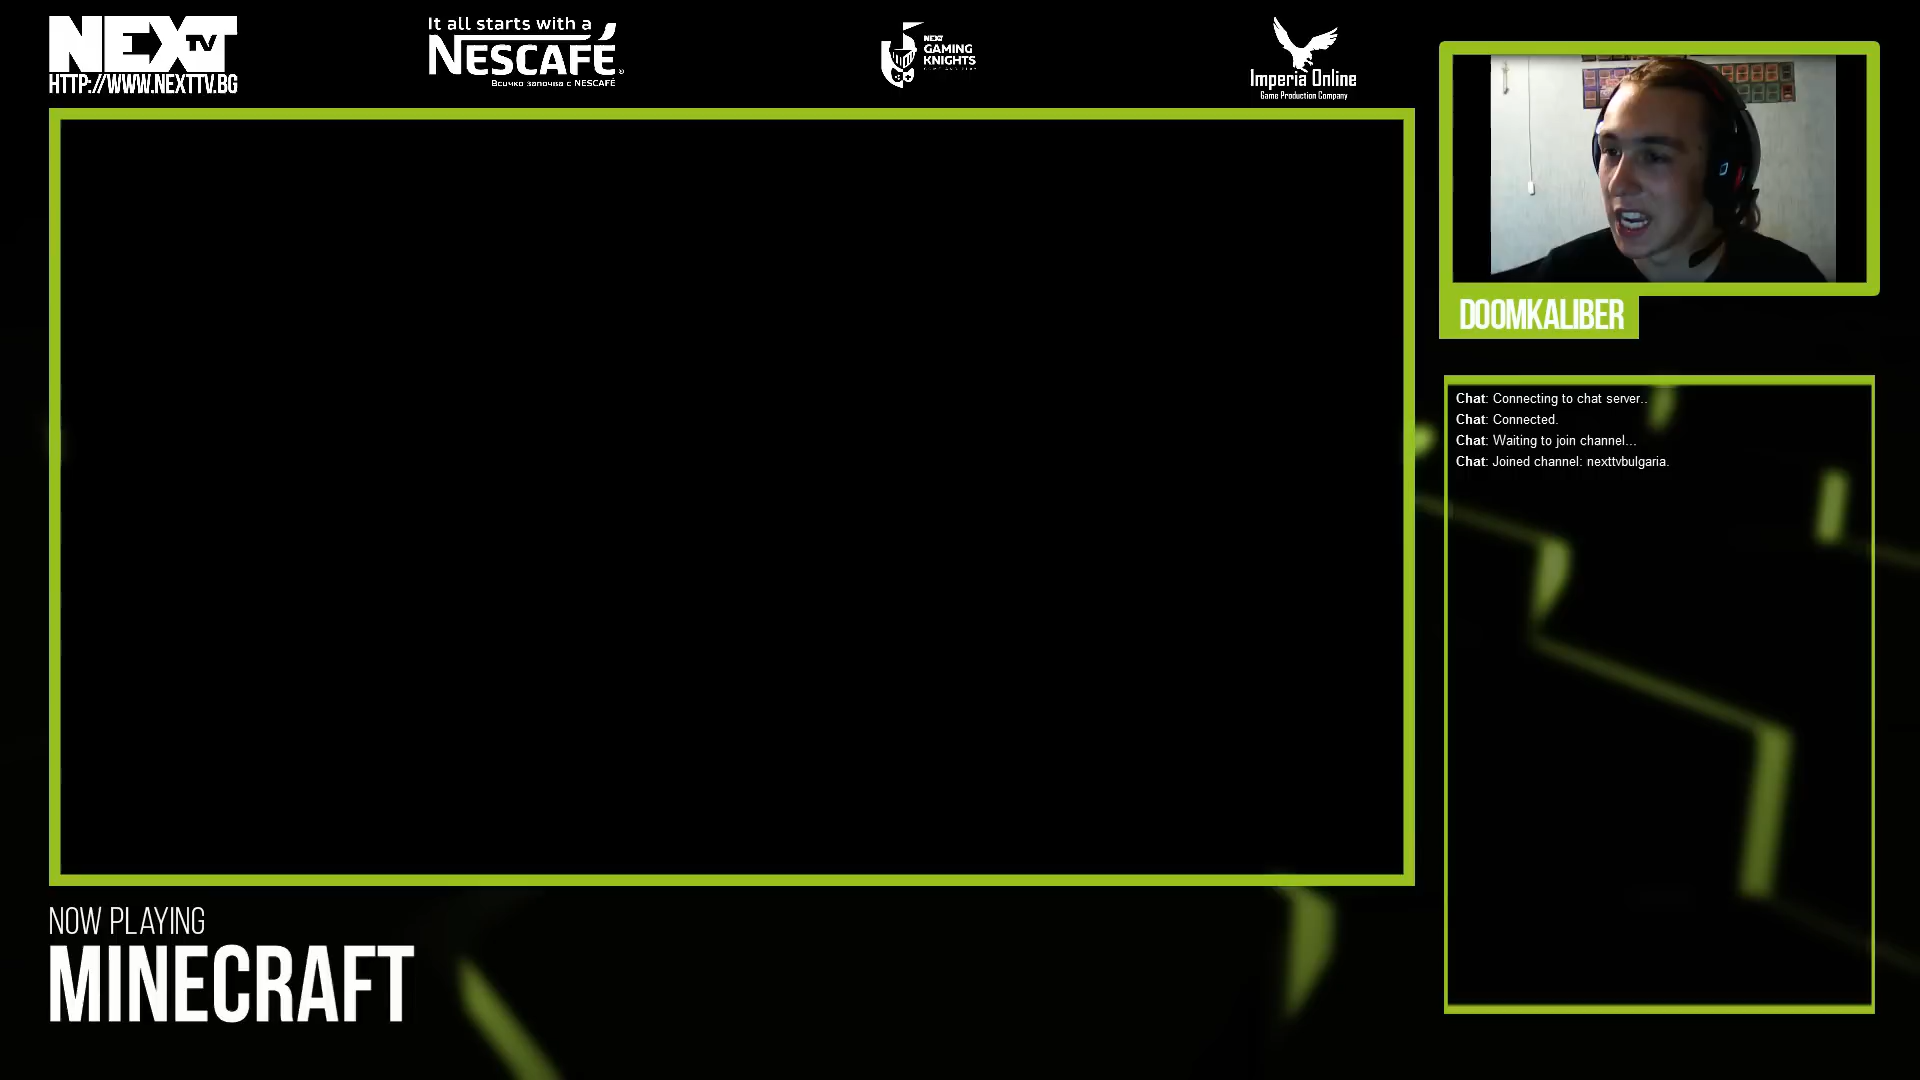 NEXT TV
HTTP://WWW.NEXTTV.BG
It all starts with a
NESCAFÉ®
Всичко започва с NESCAFÉ
NEXT
GAMING
KNIGHTS
Imperia Online
Game Production Company
DOOMKALIBER
Chat: Connecting to chat server..
Chat: Connected.
Chat: Waiting to join channel...
Chat: Joined channel: nexttvbulgaria.
NOW PLAYING
MINECRAFT